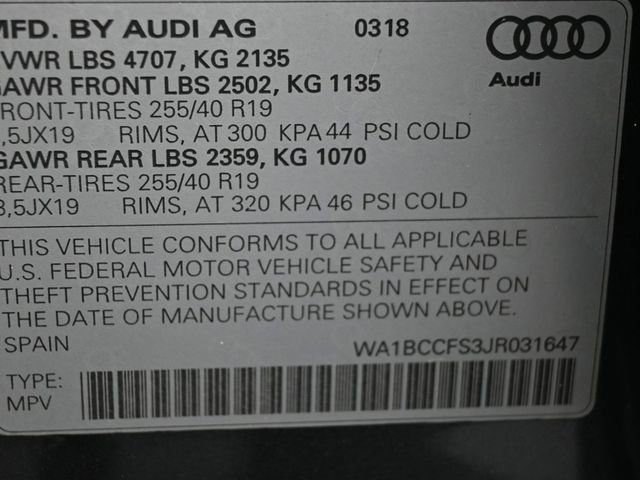 MFD. BY AUDI AG 0318
GVWR LBS 4707, KG 2135
GAWR FRONT LBS 2502, KG 1135
Audi
FRONT-TIRES 255/40 R19
8,5JX19 RIMS, AT 300 KPA 44 PSI COLD
GAWR REAR LBS 2359, KG 1070
REAR-TIRES 255/40 R19
8,5JX19 RIMS, AT 320 KPA 46 PSI COLD
THIS VEHICLE CONFORMS TO ALL APPLICABLE
U.S. FEDERAL MOTOR VEHICLE SAFETY AND
THEFT PREVENTION STANDARDS IN EFFECT ON
THE DATE OF MANUFACTURE SHOWN ABOVE.
SPAIN WA1BCCFS3JR031647
TYPE:
MPV